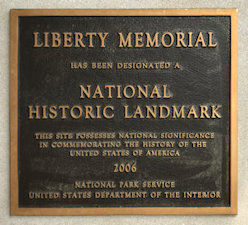 LIBERTY MEMORIAL
HAS BEEN DESIGNATED A
NATIONAL
HISTORIC LANDMARK
THIS SITE POSSESSES NATIONAL SIGNIFICANCE
IN COMMEMORATING THE HISTORY OF THE
UNITED STATES OF AMERICA
2006
NATIONAL PARK SERVICE
UNITED STATES DEPARTMENT OF THE INTERIOR